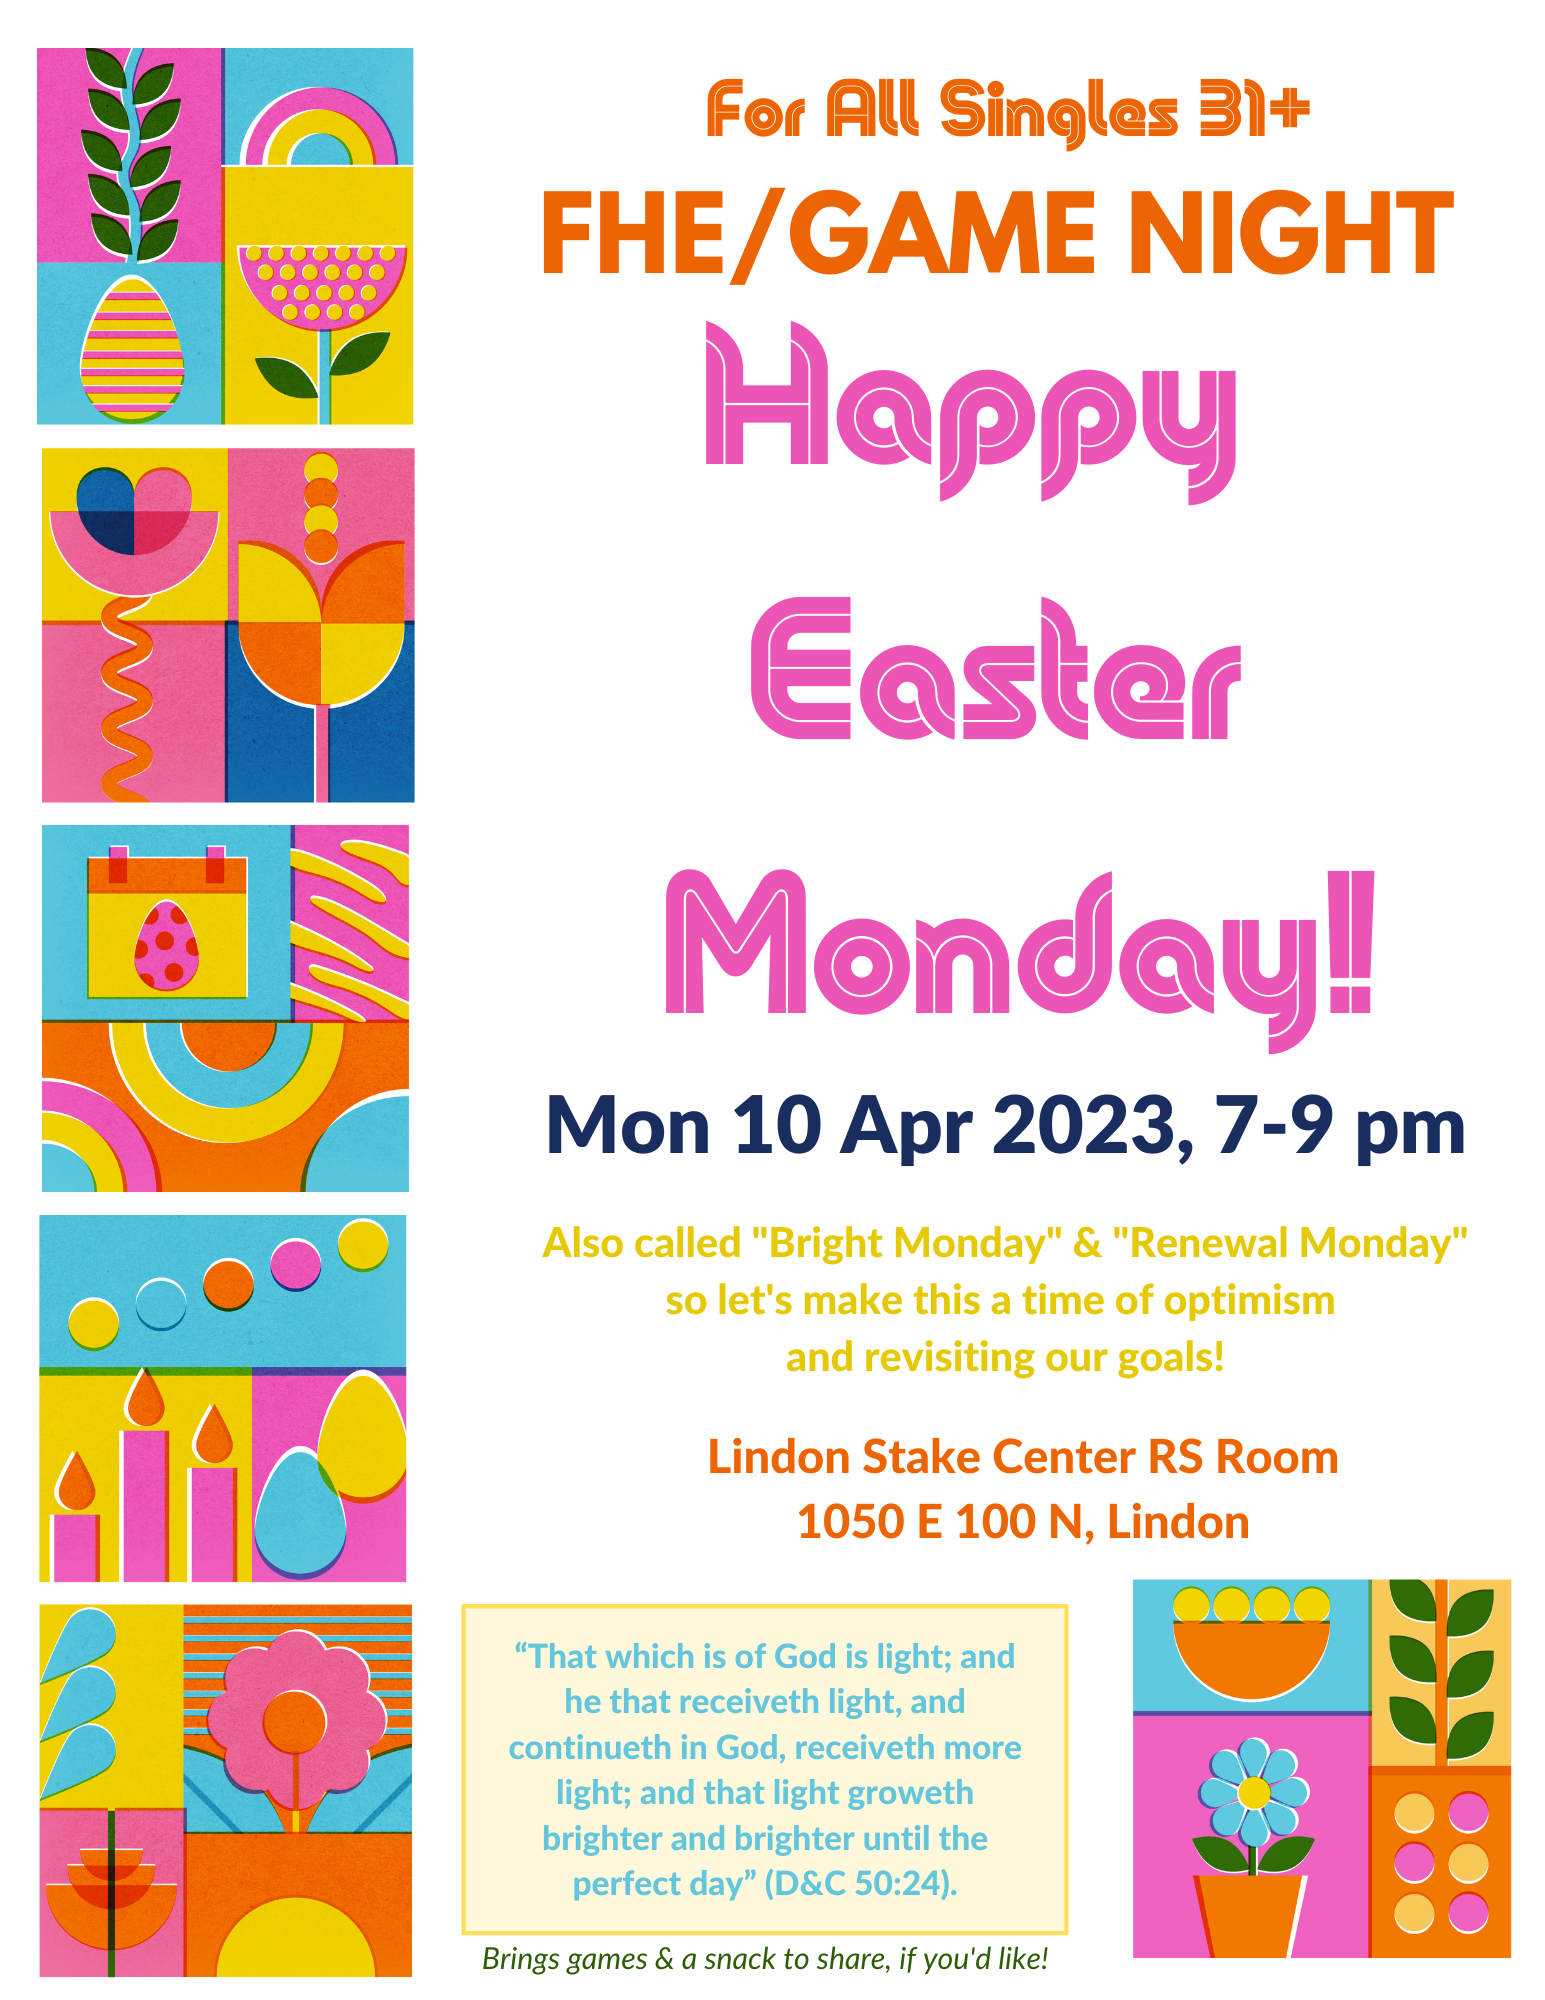 For All Singles 31+
FHE/GAME NIGHT
Happy
Easter
Monday!!
Mon 10 Apr 2023, 7-9 pm
Also called "Bright Monday" & "Renewal Monday"
so let's make this a time of optimism
and revisiting our goals!
Lindon Stake Center RS Room
1050 E 100 N, Lindon
“That which is of God is light; and
he that receiveth light, and
continueth in God, receiveth more
light; and that light groweth
brighter and brighter until the
perfect day” (D&C 50:24).
Brings games & a snack to share, if you'd like!